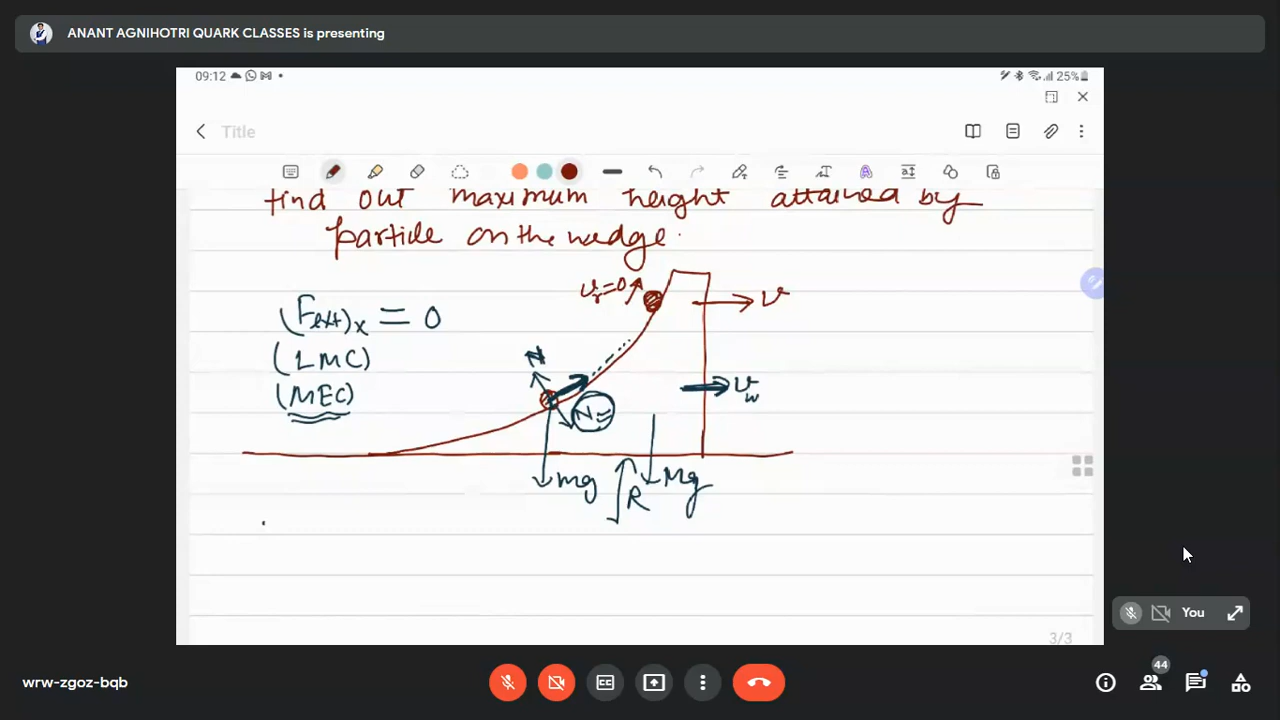 ANANT AGNIHOTRI QUARK CLASSES is presenting
09:12
25%
Title
find out maximum height attained by
particle on the wedge.
(Fext)x = 0
(LMC)
(MEC)
vr=0
v
N
N=
vw
mg
R
Mg
3/3
You
wrw-zgoz-bqb
CC
44